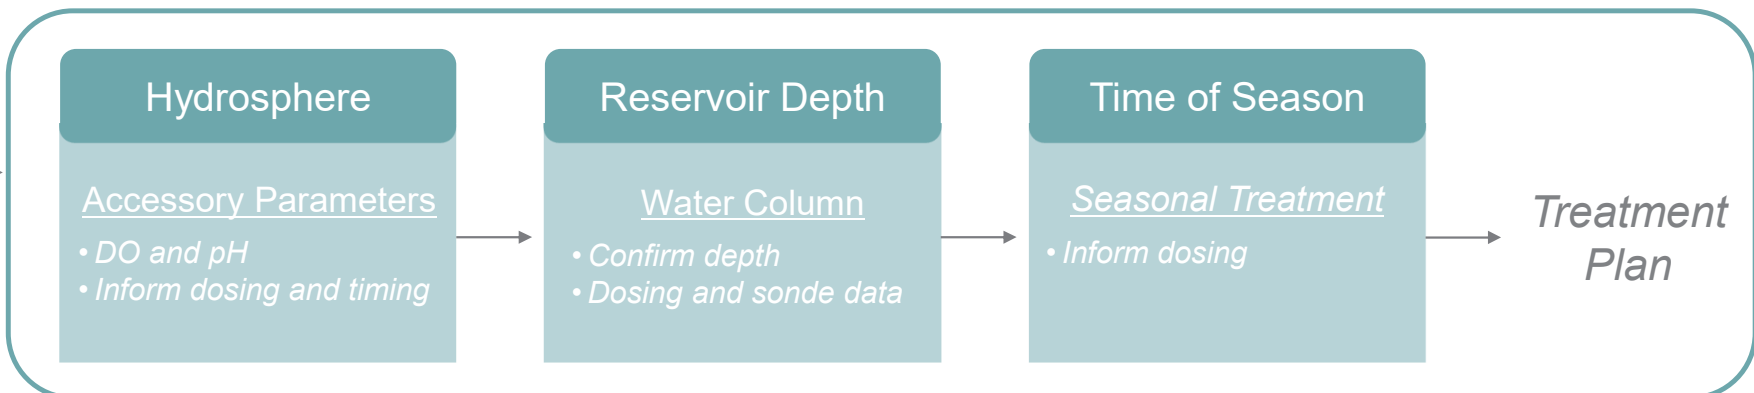 Hydrosphere
Accessory Parameters
• DO and pH
• Inform dosing and timing
Reservoir Depth
Water Column
• Confirm depth
• Dosing and sonde data
Time of Season
Seasonal Treatment
• Inform dosing
Treatment
Plan